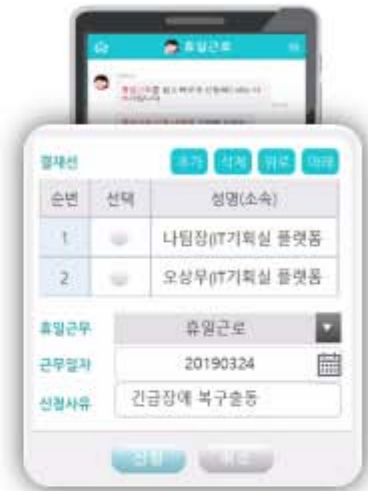 휴일근로
결재선 추가 삭제 위로 아래
순번 선택 성명(소속)
1 나팀장(IT기획실 플랫폼
2 오상무(IT기획실 플랫폼
휴일근무 휴일근로
근무일자 20190324
신청사유 긴급장애 복구출동
신청 취소